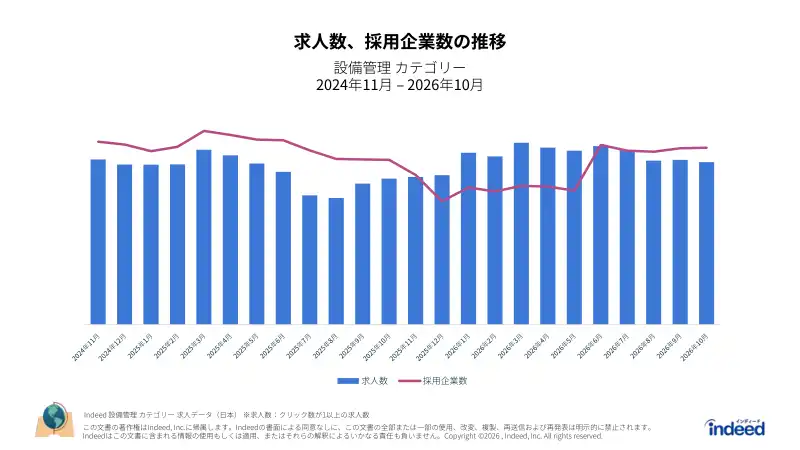 求人数、採用企業数の推移
設備管理 カテゴリー
2024年11月 – 2026年10月
2024年11月
2024年12月
2025年1月
2025年2月
2025年3月
2025年4月
2025年5月
2025年6月
2025年7月
2025年8月
2025年9月
2025年10月
2025年11月
2025年12月
2026年1月
2026年2月
2026年3月
2026年4月
2026年5月
2026年6月
2026年7月
2026年8月
2026年9月
2026年10月
求人数
採用企業数
Indeed 設備管理 カテゴリー 求人データ（日本） ※求人数：クリック数が1以上の求人数
この文書の著作権はIndeed, Inc.に帰属します。Indeedの書面による同意なしに、この文書の全部または一部の使用、改変、複製、再送信および再発表は明示的に禁止されます。
Indeedはこの文書に含まれる情報の使用もしくは適用、またはそれらの解釈によるいかなる責任も負いません。Copyright ©2026 , Indeed, Inc. All rights reserved.
インディード
indeed